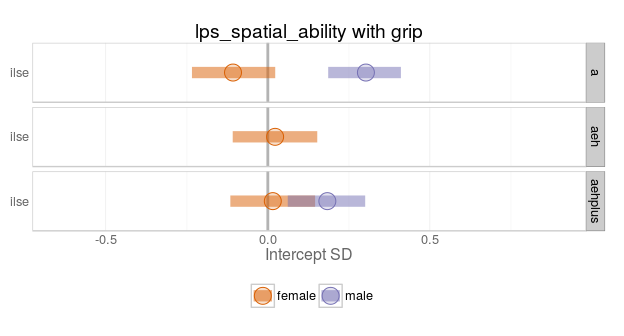 lps_spatial_ability with grip
ilse
a
ilse
aeh
ilse
aehplus
-0.5 0.0 0.5
Intercept SD
female male